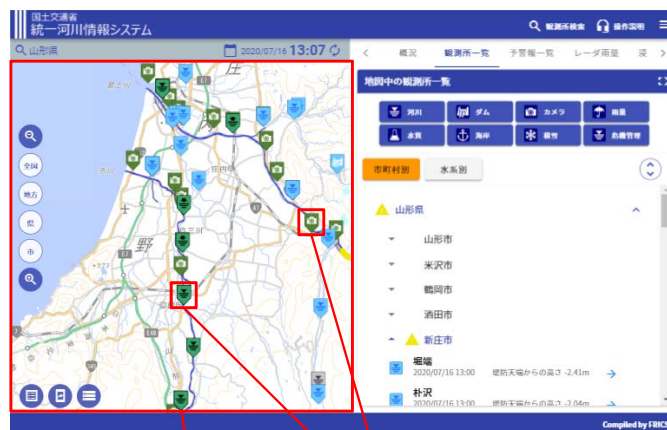 国土交通省
統一河川情報システム
観測所検索
操作説明
山形県
2020/07/16 13:07
概況
観測所一覧
予警報一覧
レーダ雨量
浸
地図中の観測所一覧
河川
ダム
カメラ
雨量
水質
海岸
積雪
危機管理
市町村別
水系別
全国
地方
県
市
庄
野
山形県
山形市
米沢市
鶴岡市
酒田市
新庄市
堀端
2020/07/16 13:00 堤防天端からの高さ -2.41m
朴沢
2020/07/16 13:00 堤防天端からの高さ -2.04m
Compiled by FRICS